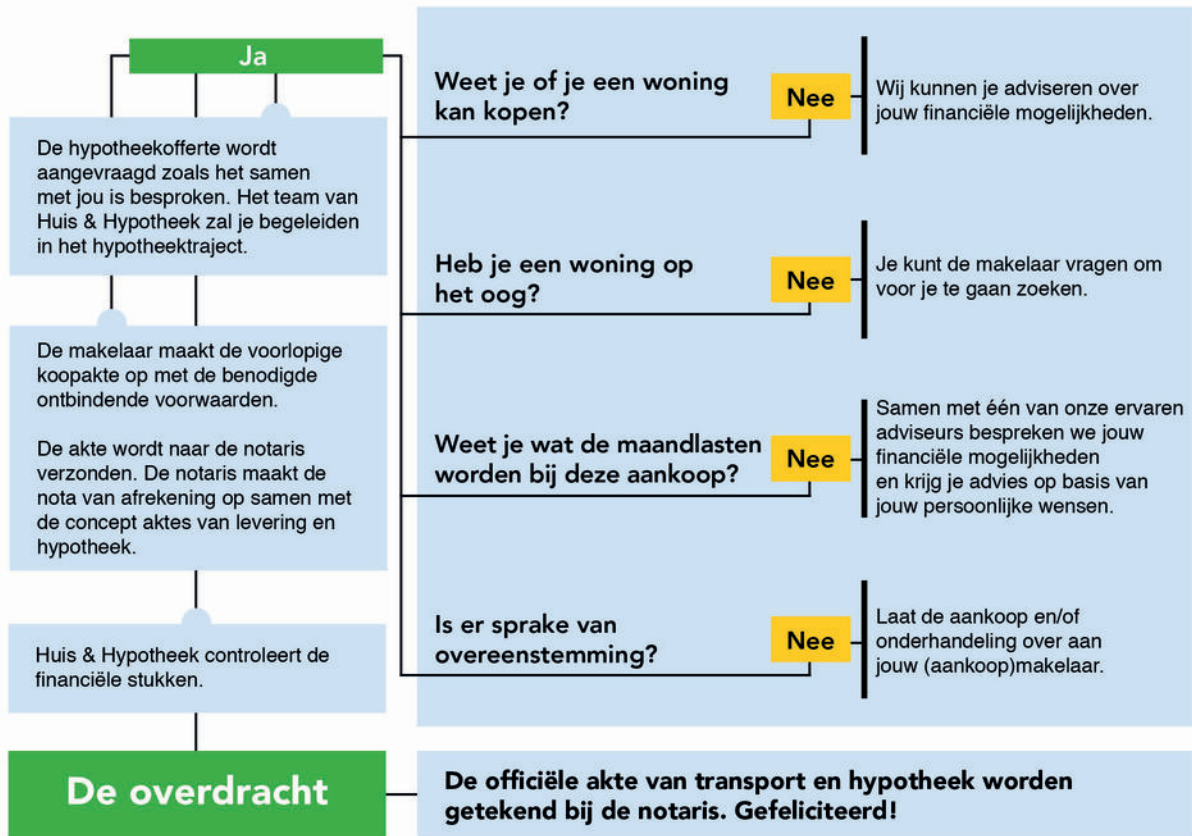 Ja
De hypotheekofferte wordt
aangevraagd zoals het samen
met jou is besproken. Het team van
Huis & Hypotheek zal je begeleiden
in het hypotheektraject.
De makelaar maakt de voorlopige
koopakte op met de benodigde
ontbindende voorwaarden.
De akte wordt naar de notaris
verzonden. De notaris maakt de
nota van afrekening op samen met
de concept aktes van levering en
hypotheek.
Huis & Hypotheek controleert de
financiële stukken.
Weet je of je een woning
kan kopen?
Nee
Wij kunnen je adviseren over
jouw financiële mogelijkheden.
Heb je een woning op
het oog?
Nee
Je kunt de makelaar vragen om
voor je te gaan zoeken.
Weet je wat de maandlasten
worden bij deze aankoop?
Nee
Samen met één van onze ervaren
adviseurs bespreken we jouw
financiële mogelijkheden
en krijg je advies op basis van
jouw persoonlijke wensen.
Is er sprake van
overeenstemming?
Nee
Laat de aankoop en/of
onderhandeling over aan
jouw (aankoop)makelaar.
De overdracht
De officiële akte van transport en hypotheek worden
getekend bij de notaris. Gefeliciteerd!